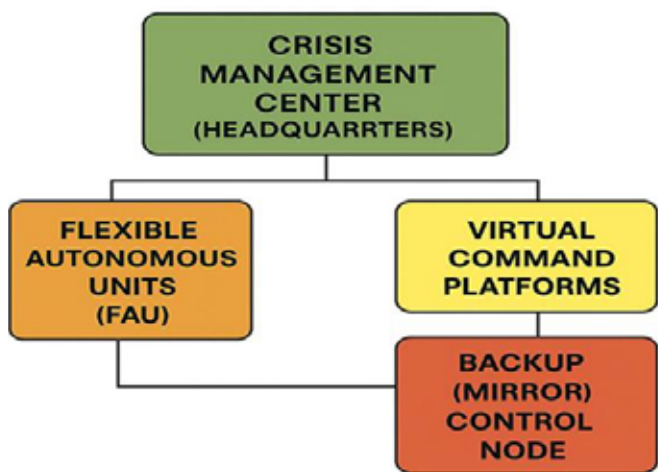 CRISIS
MANAGEMENT
CENTER
(HEADQUARRTERS)
FLEXIBLE
AUTONOMOUS
UNITS
(FAU)
VIRTUAL
COMMAND
PLATFORMS
BACKUP
(MIRROR)
CONTROL
NODE